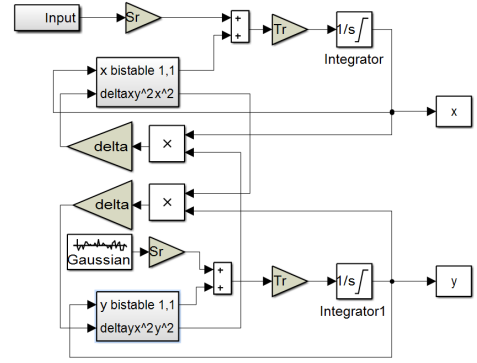 Input
Sr
+
+
Tr
1/s
Integrator
x bistable 1,1
deltaxy^2x^2
x
delta
×
delta
×
Gaussian
Sr
+
+
Tr
1/s
Integrator1
y
y bistable 1,1
deltayx^2y^2